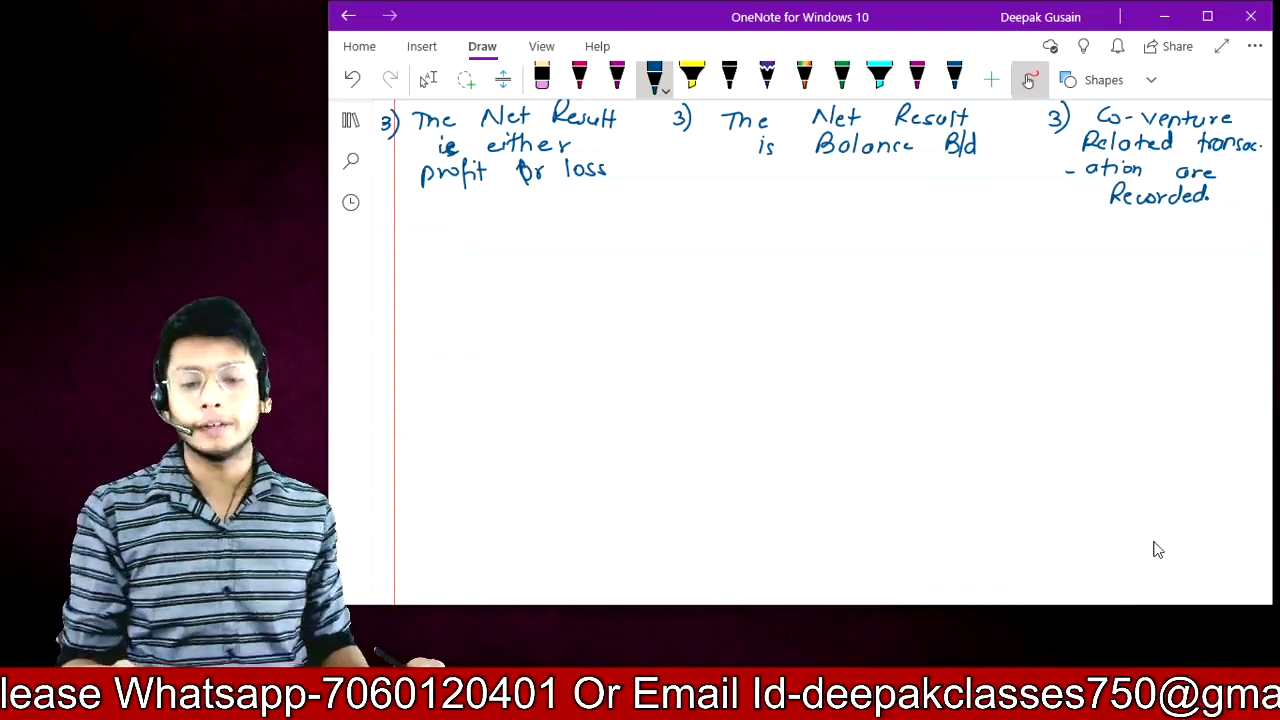 OneNote for Windows 10
Deepak Gusain
Home Insert Draw View Help
Share
Shapes
3) The Net Result
is either
profit Or loss
3) The Net Result
is Balance B/d
3) Co-venture
Related transac-
-ation are
Recorded.
lease Whatsapp-7060120401 Or Email Id-deepakclasses750@gma